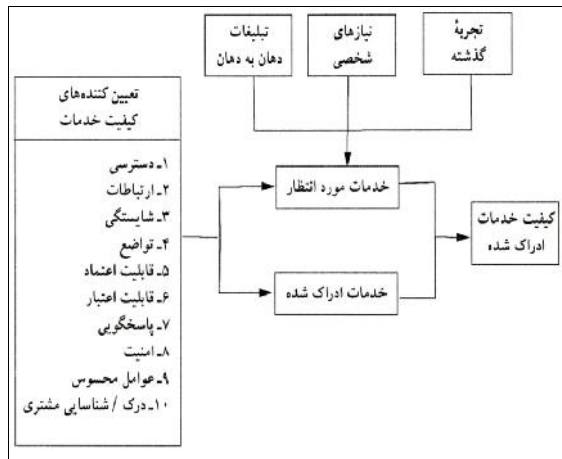 تجربهٔ
گذشته
نیازهای
شخصی
تبلیغات
دهان به دهان
تعیین کننده‌های
کیفیت خدمات
۱ـ دسترسی
۲ـ ارتباطات
۳ـ شایستگی
۴ـ تواضع
۵ـ قابلیت اعتماد
۶ـ قابلیت اعتبار
۷ـ پاسخگویی
۸ـ امنیت
۹ـ عوامل محسوس
۱۰ـ درک / شناسایی مشتری
خدمات مورد انتظار
خدمات ادراک شده
کیفیت خدمات
ادراک شده